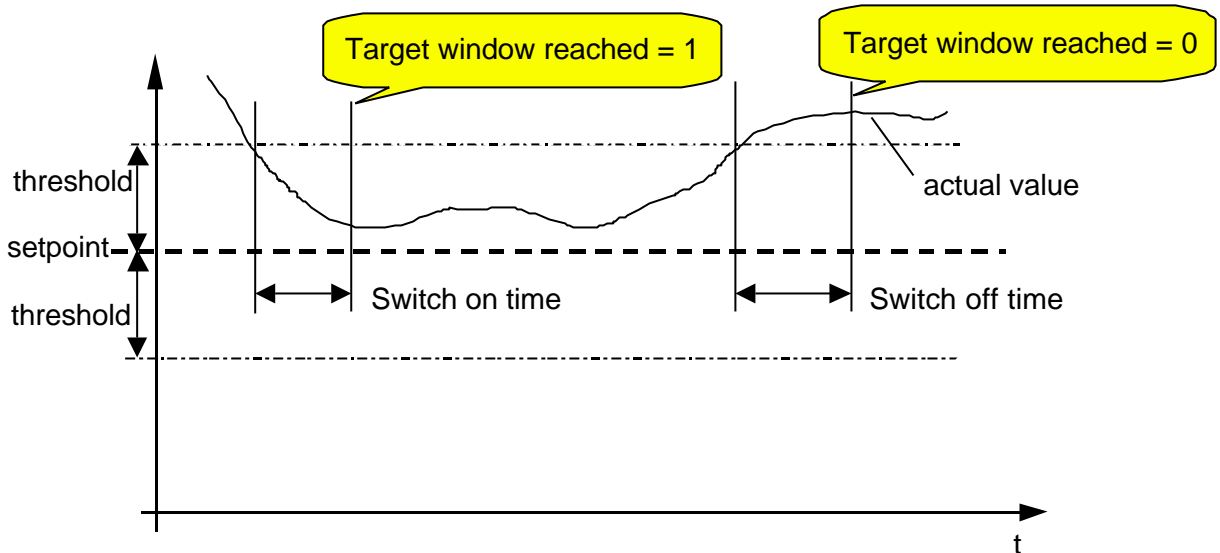 Target window reached = 1
Target window reached = 0
threshold
actual value
setpoint
Switch on time
Switch off time
threshold
t